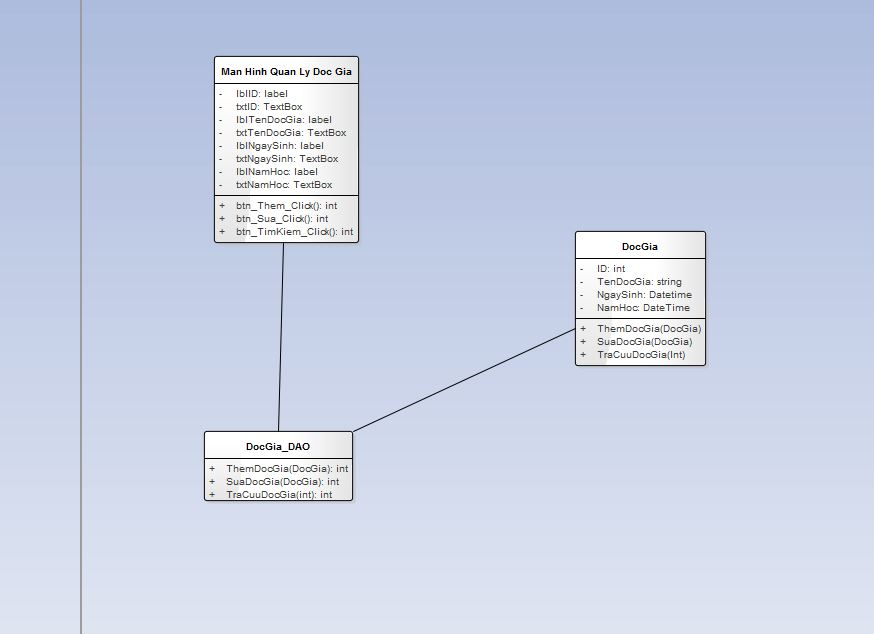 Man Hinh Quan Ly Doc Gia
- lblID: label
- txtID: TextBox
- lblTenDocGia: label
- txtTenDocGia: TextBox
- lblNgaySinh: label
- txtNgaySinh: TextBox
- lblNamHoc: label
- txtNamHoc: TextBox
+ btn_Them_Click(): int
+ btn_Sua_Click(): int
+ btn_TimKiem_Click(): int
DocGia
- ID: int
- TenDocGia: string
- NgaySinh: Datetime
- NamHoc: DateTime
+ ThemDocGia(DocGia)
+ SuaDocGia(DocGia)
+ TraCuuDocGia(Int)
DocGia_DAO
+ ThemDocGia(DocGia): int
+ SuaDocGia(DocGia): int
+ TraCuuDocGia(int): int